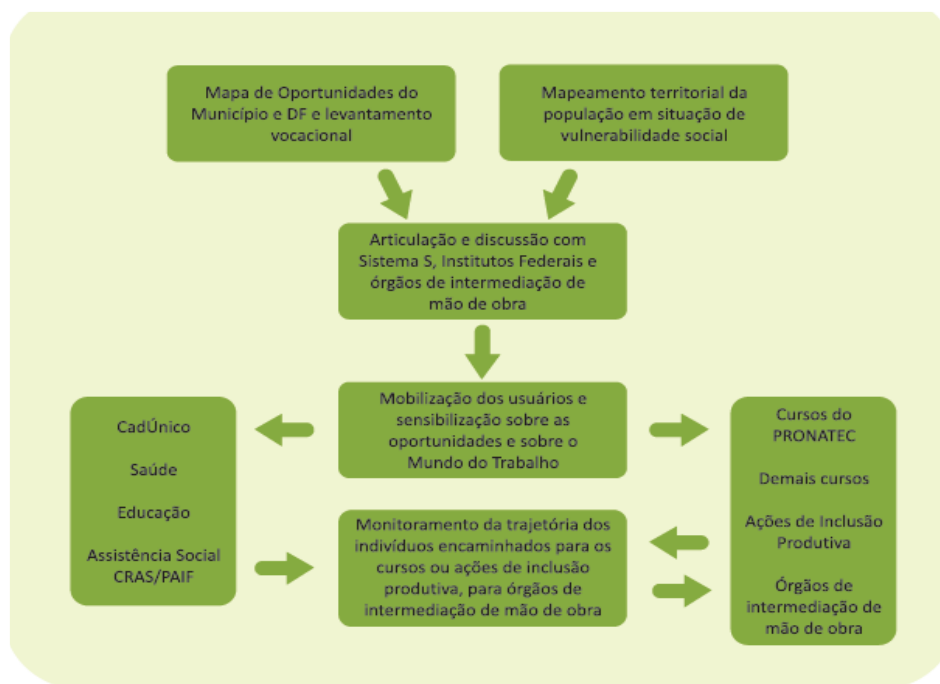 Mapa de Oportunidades do
Município e DF e levantamento
vocacional
Mapeamento territorial da
população em situação de
vulnerabilidade social
Articulação e discussão com
Sistema S, Institutos Federais e
órgãos de intermediação de
mão de obra
Mobilização dos usuários e
sensibilização sobre as
oportunidades e sobre o
Mundo do Trabalho
CadÚnico
Saúde
Educação
Assistência Social
CRAS/PAIF
Cursos do
PRONATEC
Demais cursos
Ações de Inclusão
Produtiva
Órgãos de
intermediação de
mão de obra
Monitoramento da trajetória dos
indivíduos encaminhados para os
cursos ou ações de inclusão
produtiva, para órgãos de
intermediação de mão de obra